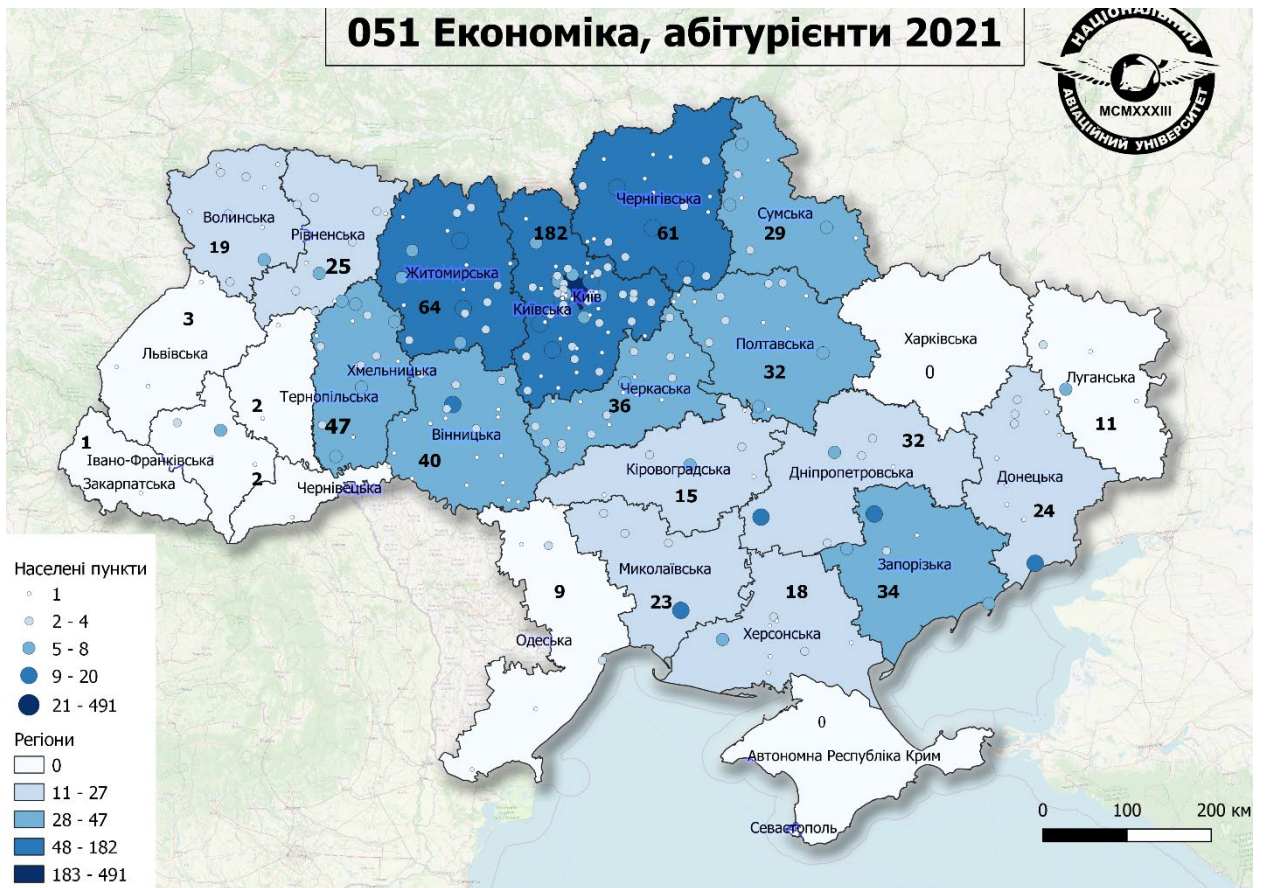 051 Економіка, абітурієнти 2021
НАЦІОНАЛЬНИЙ
АВІАЦІЙНИЙ УНІВЕРСИТЕТ
MCMXXXIII
Волинська
19
Рівненська
25
Житомирська
64
182
Київська
Київ
Чернігівська
61
Сумська
29
3
Львівська
2
Тернопільська
Хмельницька
47
Вінницька
40
Черкаська
36
Полтавська
32
Харківська
0
Луганська
11
1
Івано-Франківська
Закарпатська
2
Чернівецька
Кіровоградська
15
32
Дніпропетровська
Донецька
24
Запорізька
34
Миколаївська
23
18
Херсонська
9
Одеська
0
Автономна Республіка Крим
Севастополь
Населені пункти
1
2 - 4
5 - 8
9 - 20
21 - 491
Регіони
0
11 - 27
28 - 47
48 - 182
183 - 491
0 100 200 км